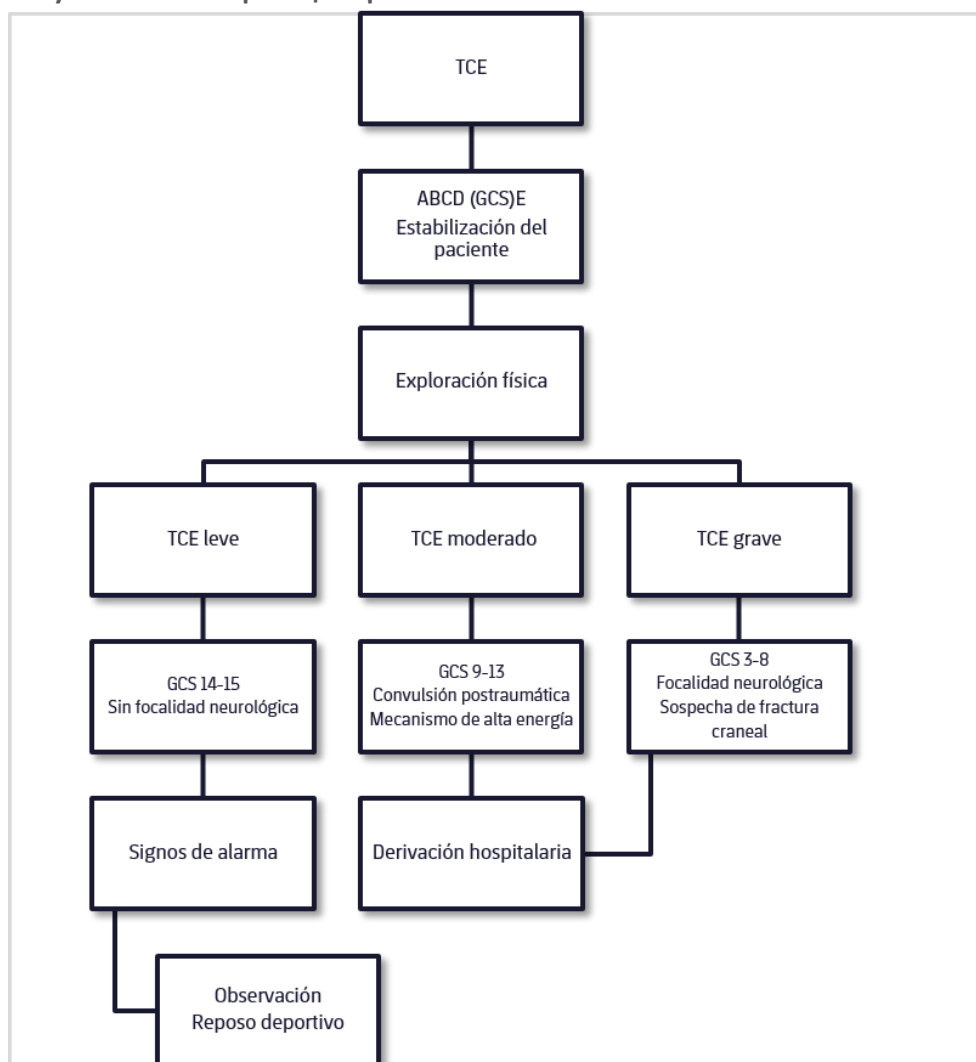 TCE
ABCD (GCS)E
Estabilización del
paciente
Exploración física
TCE leve
TCE moderado
TCE grave
GCS 14-15
Sin focalidad neurológica
GCS 9-13
Convulsión postraumática
Mecanismo de alta energía
GCS 3-8
Focalidad neurológica
Sospecha de fractura
craneal
Signos de alarma
Derivación hospitalaria
Observación
Reposo deportivo